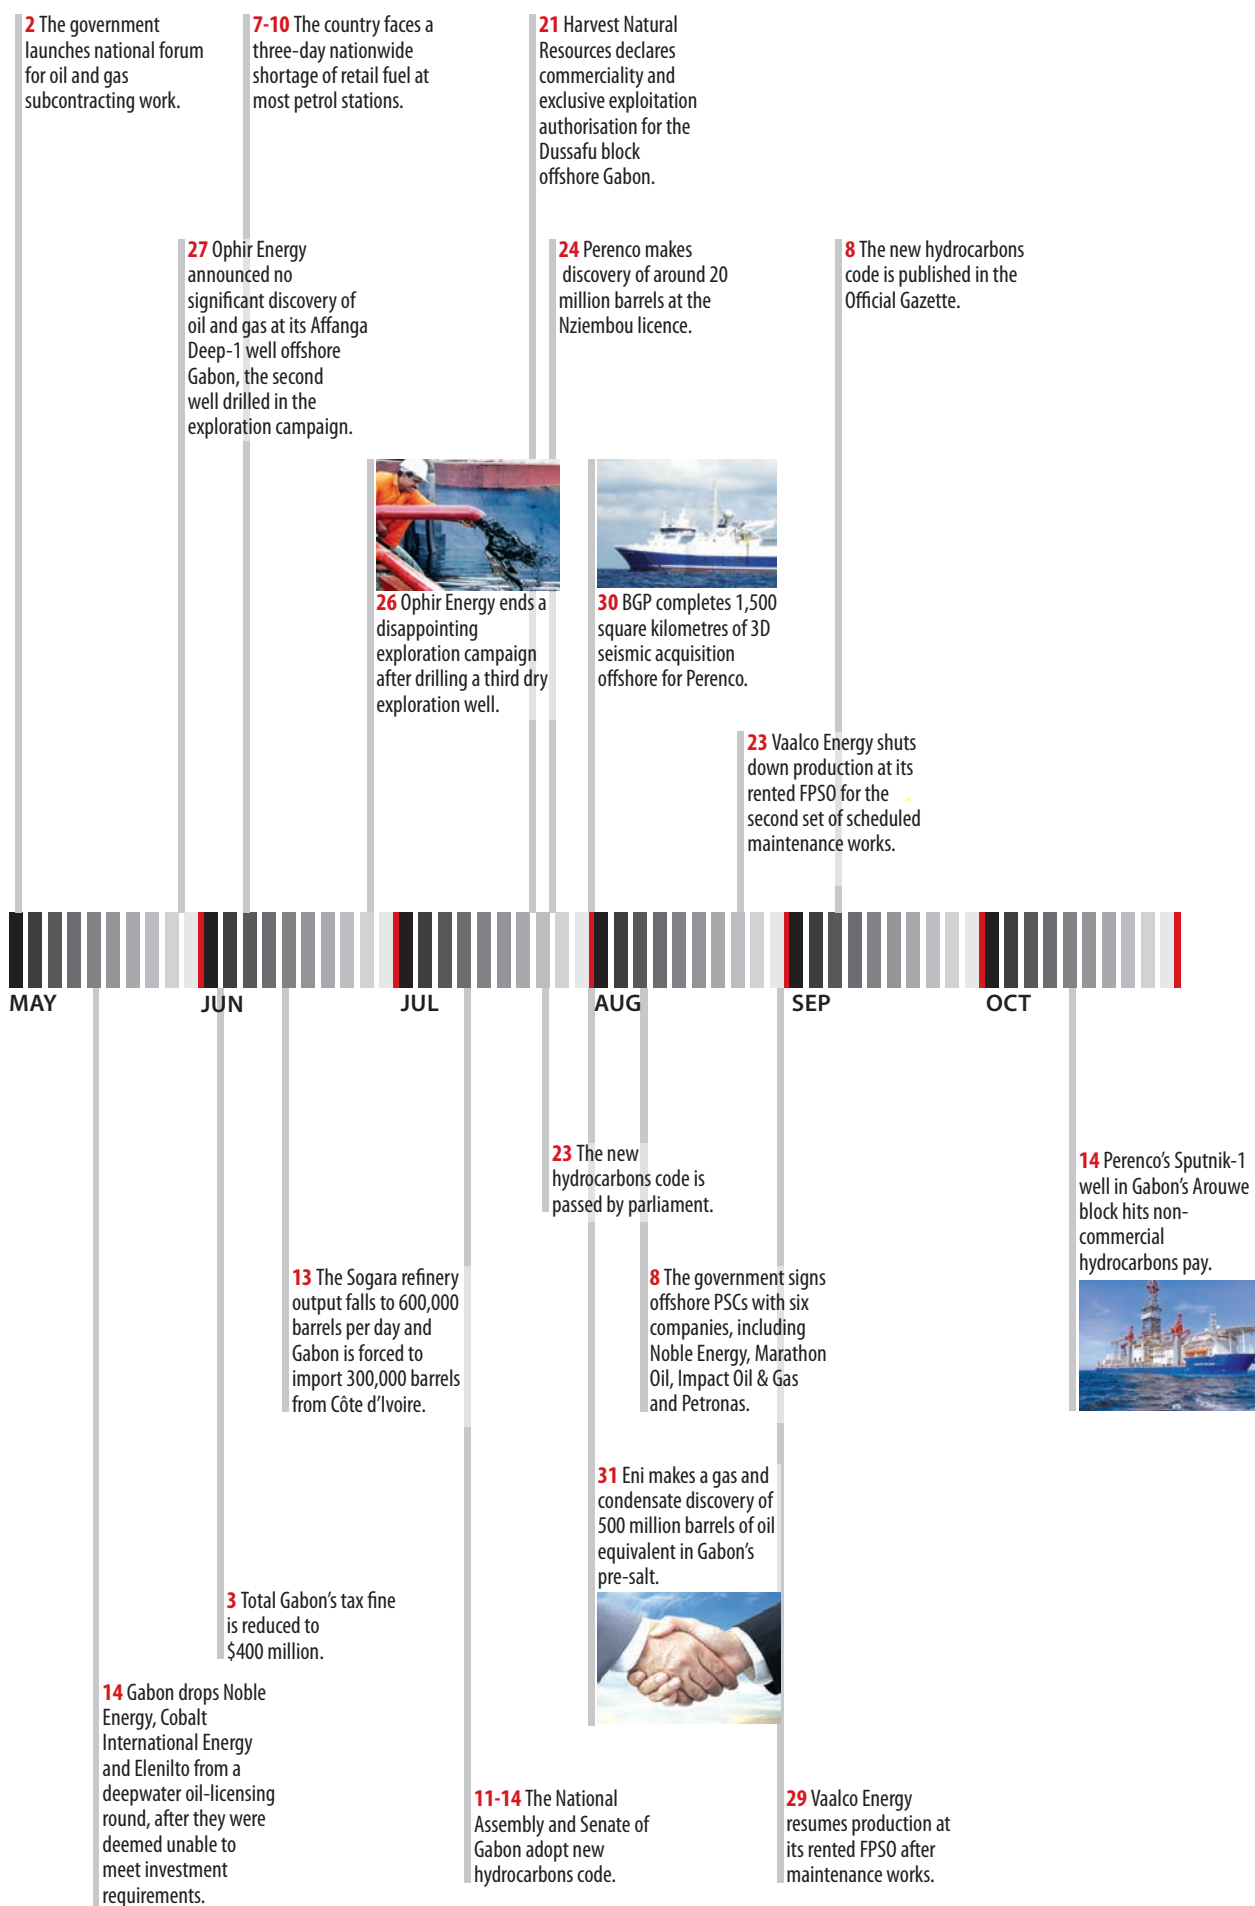 2 The government
launches national forum
for oil and gas
subcontracting work.
7-10 The country faces a
three-day nationwide
shortage of retail fuel at
most petrol stations.
21 Harvest Natural
Resources declares
commerciality and
exclusive exploitation
authorisation for the
Dussafu block
offshore Gabon.
27 Ophir Energy
announced no
significant discovery of
oil and gas at its Affanga
Deep-1 well offshore
Gabon, the second
well drilled in the
exploration campaign.
24 Perenco makes
discovery of around 20
million barrels at the
Nziembou licence.
8 The new hydrocarbons
code is published in the
Official Gazette.
26 Ophir Energy ends a
disappointing
exploration campaign
after drilling a third dry
exploration well.
30 BGP completes 1,500
square kilometres of 3D
seismic acquisition
offshore for Perenco.
23 Vaalco Energy shuts
down production at its
rented FPSO for the
second set of scheduled
maintenance works.
MAY
JUN
JUL
AUG
SEP
OCT
23 The new
hydrocarbons code is
passed by parliament.
14 Perenco's Sputnik-1
well in Gabon's Arouwe
block hits non-
commercial
hydrocarbons pay.
13 The Sogara refinery
output falls to 600,000
barrels per day and
Gabon is forced to
import 300,000 barrels
from Côte d'Ivoire.
8 The government signs
offshore PSCs with six
companies, including
Noble Energy, Marathon
Oil, Impact Oil & Gas
and Petronas.
31 Eni makes a gas and
condensate discovery of
500 million barrels of oil
equivalent in Gabon's
pre-salt.
3 Total Gabon's tax fine
is reduced to
$400 million.
14 Gabon drops Noble
Energy, Cobalt
International Energy
and Elenilto from a
deepwater oil-licensing
round, after they were
deemed unable to
meet investment
requirements.
11-14 The National
Assembly and Senate of
Gabon adopt new
hydrocarbons code.
29 Vaalco Energy
resumes production at
its rented FPSO after
maintenance works.